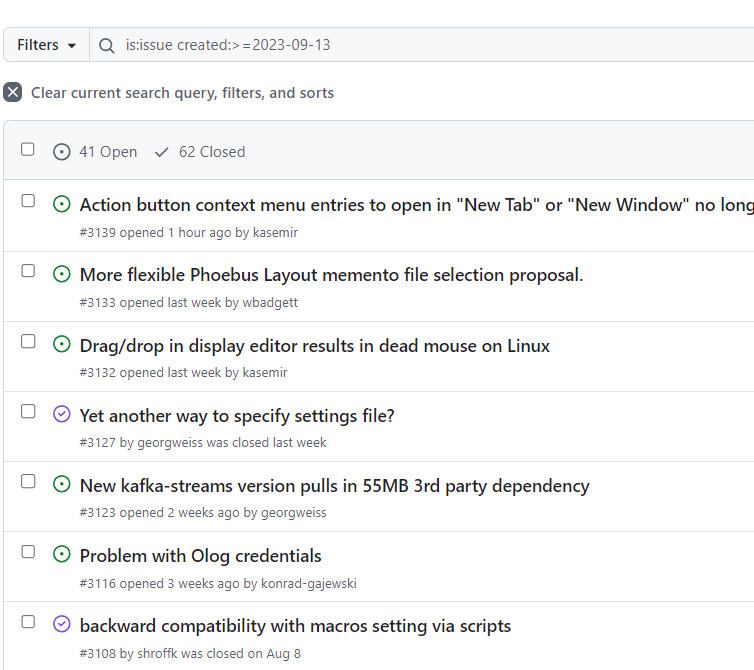 Filters
is:issue created:>=2023-09-13
Clear current search query, filters, and sorts
41 Open 62 Closed
Action button context menu entries to open in "New Tab" or "New Window" no long
#3139 opened 1 hour ago by kasemir
More flexible Phoebus Layout memento file selection proposal.
#3133 opened last week by wbadgett
Drag/drop in display editor results in dead mouse on Linux
#3132 opened last week by kasemir
Yet another way to specify settings file?
#3127 by georgweiss was closed last week
New kafka-streams version pulls in 55MB 3rd party dependency
#3123 opened 2 weeks ago by georgweiss
Problem with Olog credentials
#3116 opened 3 weeks ago by konrad-gajewski
backward compatibility with macros setting via scripts
#3108 by shroffk was closed on Aug 8